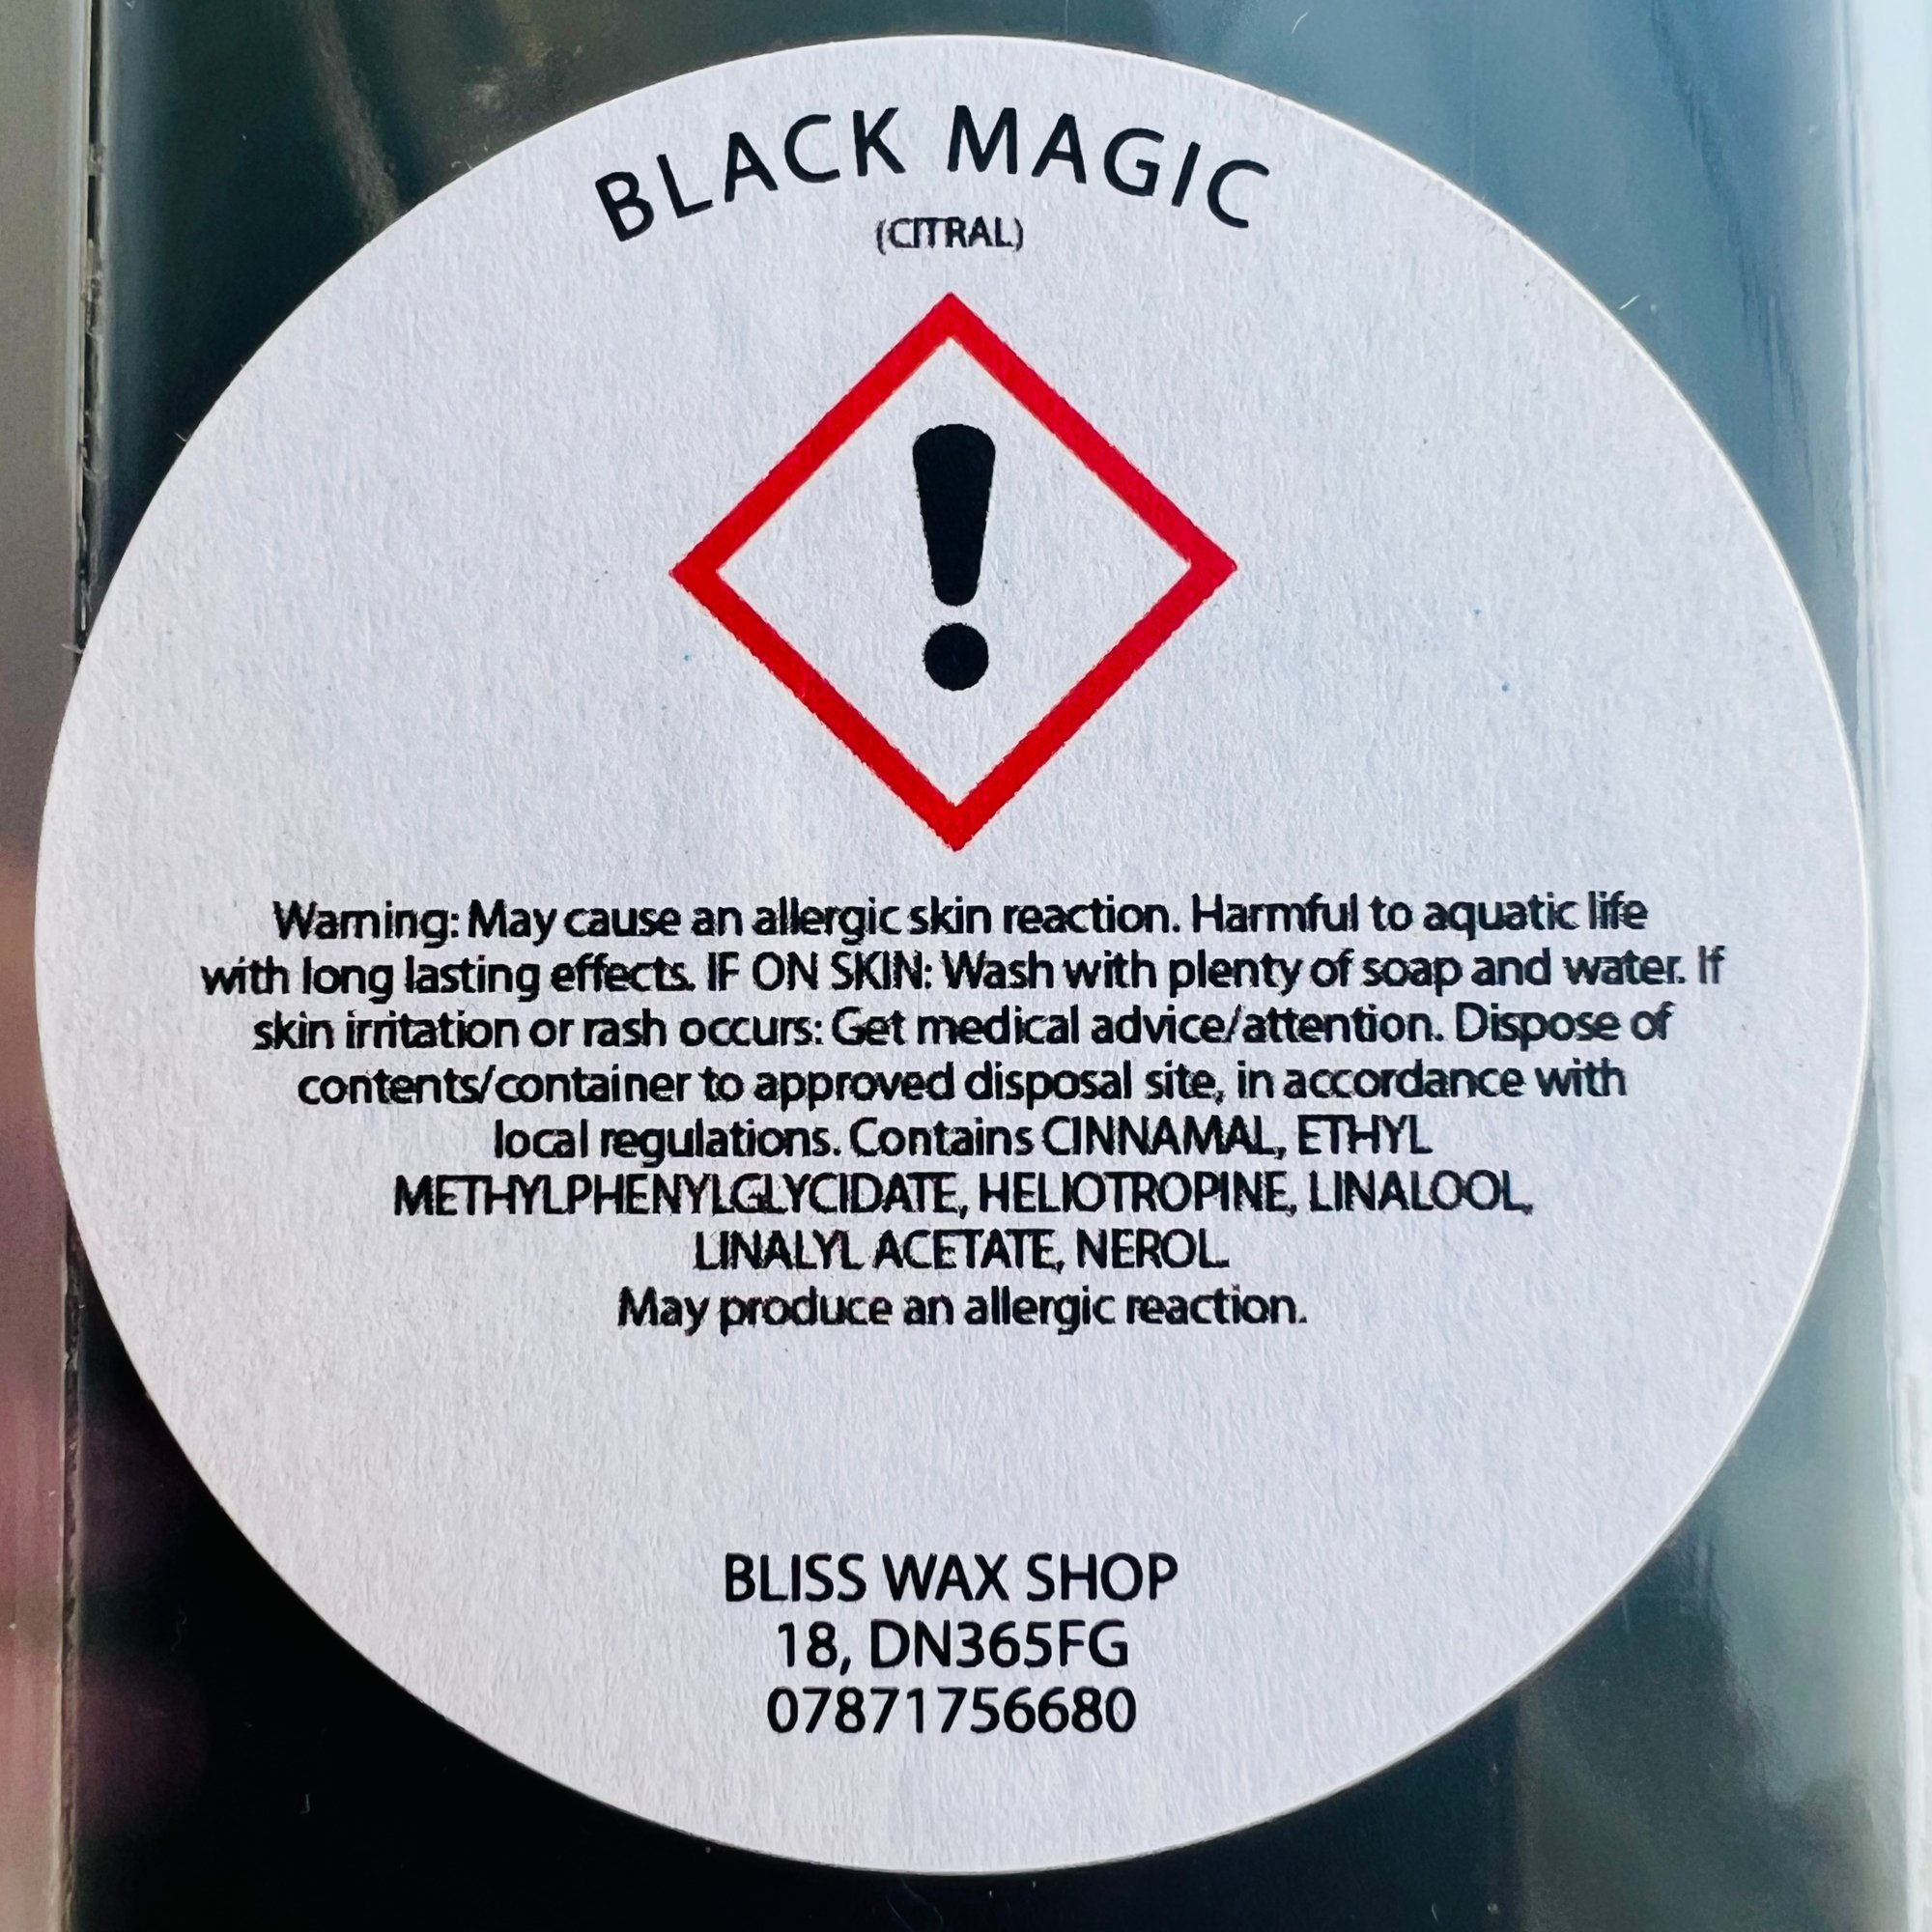 BLACK MAGIC
(CITRAL)
Warning: May cause an allergic skin reaction. Harmful to aquatic life
with long lasting effects. IF ON SKIN: Wash with plenty of soap and water. If
skin irritation or rash occurs: Get medical advice/attention. Dispose of
contents/container to approved disposal site, in accordance with
local regulations. Contains CINNAMAL, ETHYL
METHYLPHENYLGLYCIDATE, HELIOTROPINE, LINALOOL,
LINALYL ACETATE, NEROL.
May produce an allergic reaction.
BLISS WAX SHOP
18, DN365FG
07871756680